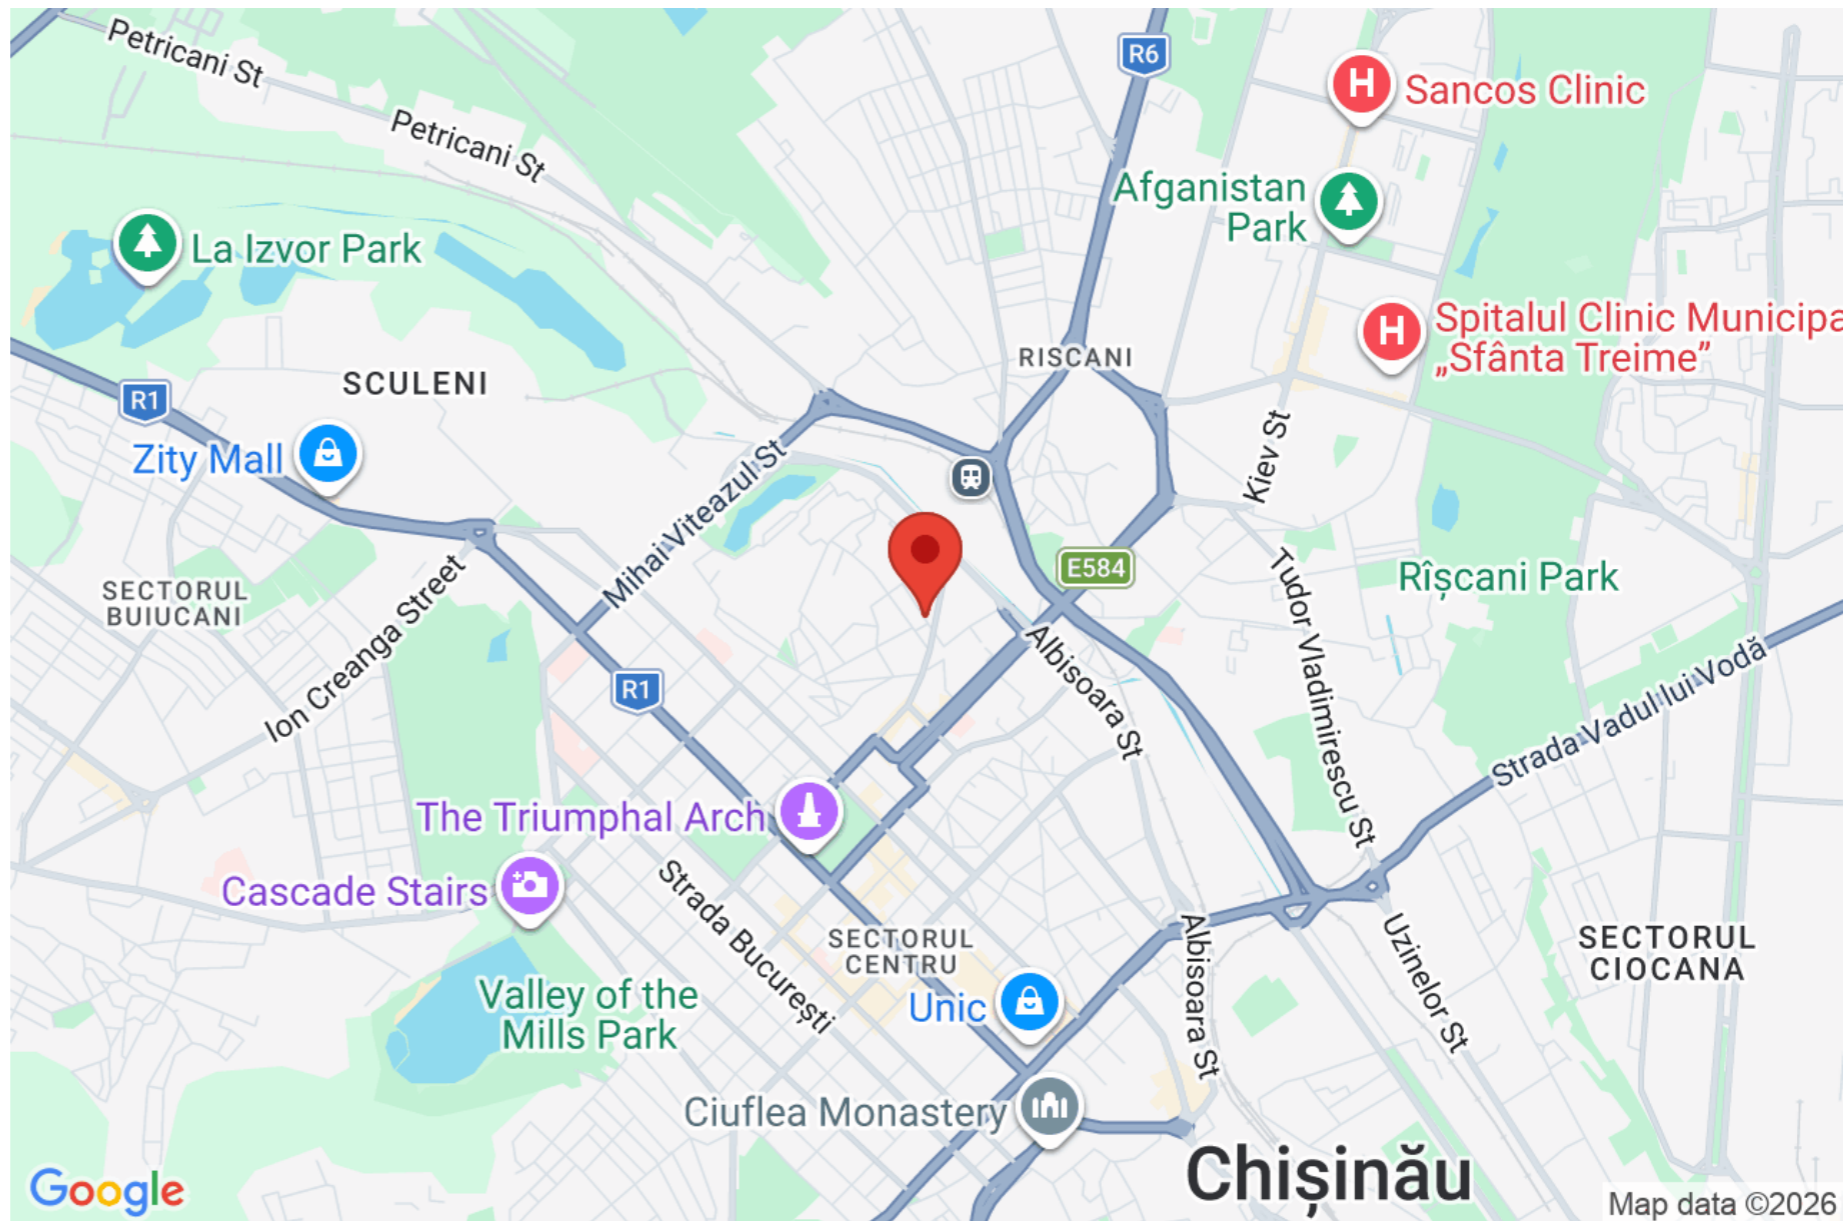 Petricani St
R6
H
Sancos Clinic
Petricani St
Afganistan
Park
La Izvor Park
H
Spitalul Clinic Municipa
„Sfânta Treime”
RISCANI
SCULENI
R1
Zity Mall
Kiev St
Mihai Viteazul St
E584
SECTORUL
BUIUCANI
Ion Creanga Street
Rîșcani Park
Tudor Vladimirescu St
Albisoara St
R1
Strada Vadul lui Vodă
The Triumphal Arch
Cascade Stairs
Strada București
SECTORUL
CENTRU
Albisoara St
Uzinelor St
SECTORUL
CIOCANA
Valley of the
Mills Park
Unic
Ciuflea Monastery
Chișinău
Google
Map data ©2026